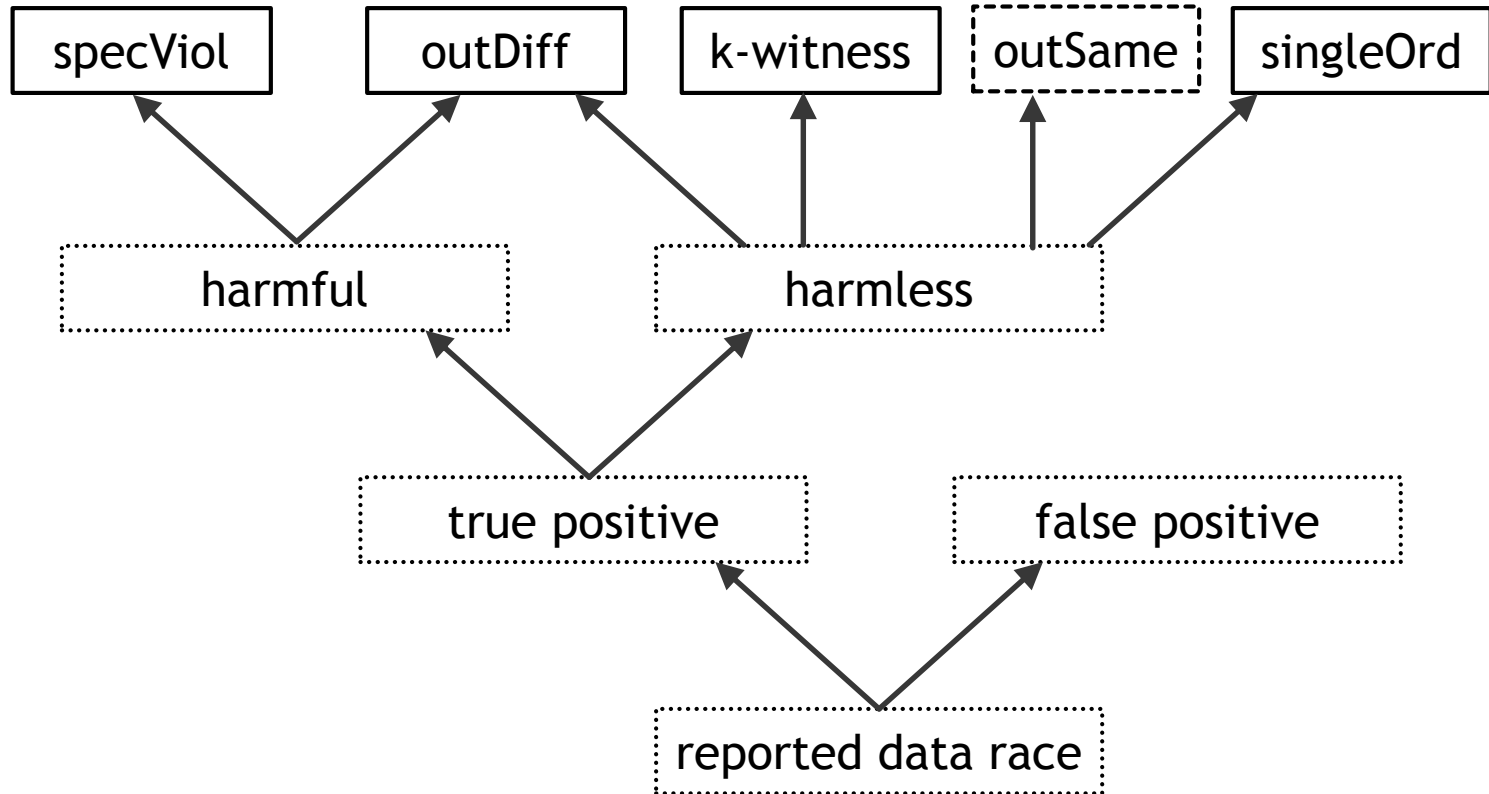 specViol
outDiff
k-witness
outSame
singleOrd
harmful
harmless
true positive
false positive
reported data race